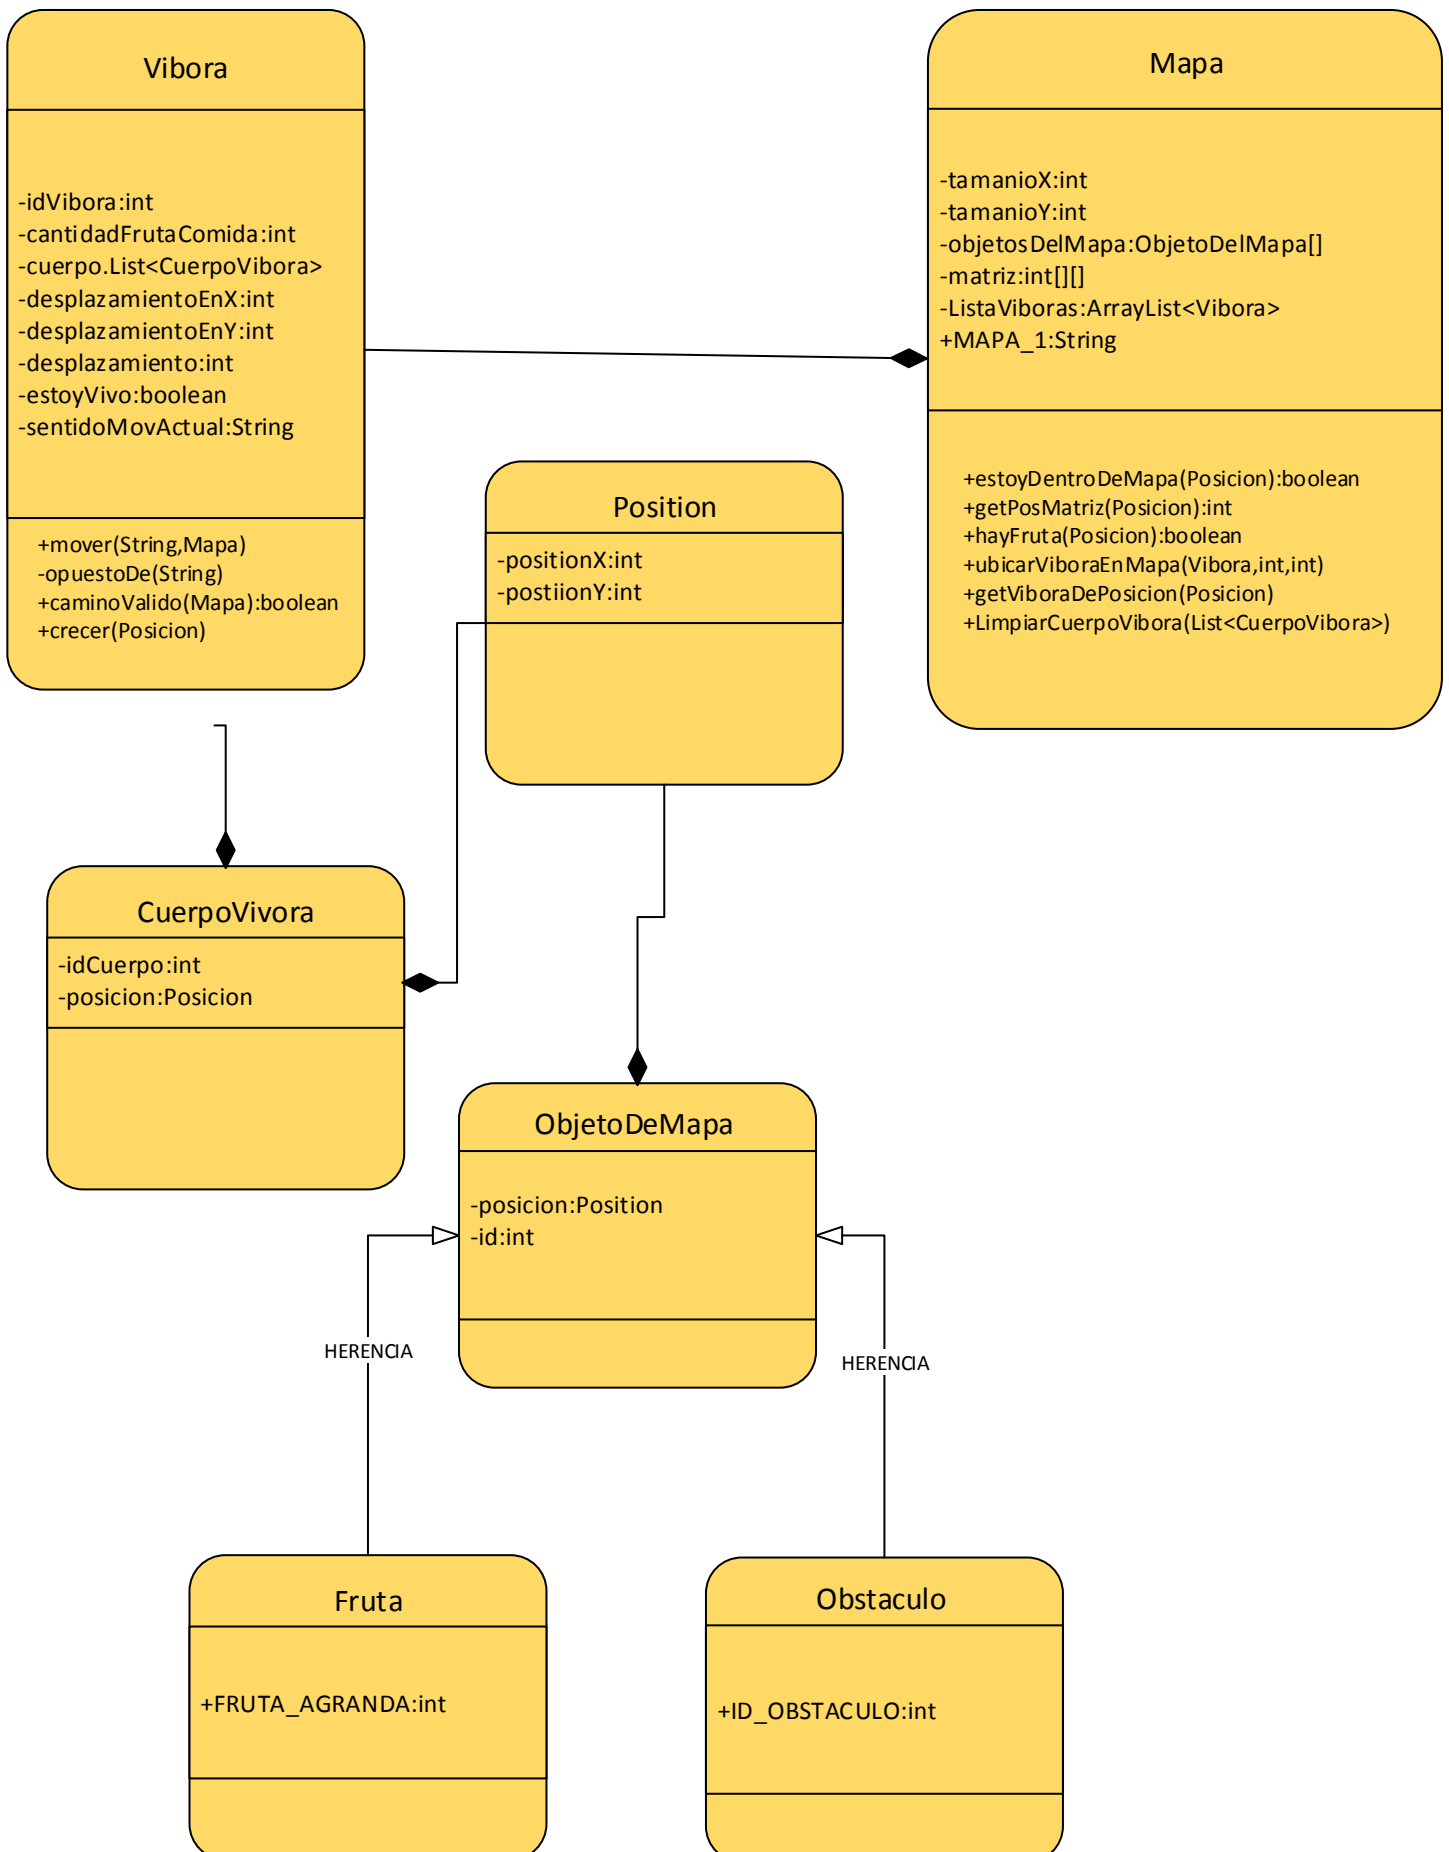 Vibora
-idVibora:int
-cantidadFrutaComida:int
-cuerpo.List<CuerpoVibora>
-desplazamientoEnX:int
-desplazamientoEnY:int
-desplazamiento:int
-estoyVivo:boolean
-sentidoMovActual:String
+mover(String,Mapa)
-opuestoDe(String)
+caminoValido(Mapa):boolean
+crecer(Posicion)
Mapa
-tamanioX:int
-tamanioY:int
-objetosDelMapa:ObjetoDelMapa[]
-matriz:int[][]
-ListaViboras:ArrayList<Vibora>
+MAPA_1:String
+estoyDentroDeMapa(Posicion):boolean
+getPosMatriz(Posicion):int
+hayFruta(Posicion):boolean
+ubicarViboraEnMapa(Vibora,int,int)
+getViboraDePosicion(Posicion)
+LimpiarCuerpoVibora(List<CuerpoVibora>)
Position
-positionX:int
-postiionY:int
CuerpoVivora
-idCuerpo:int
-posicion:Posicion
ObjetoDeMapa
-posicion:Position
-id:int
HERENCIA
HERENCIA
Fruta
+FRUTA_AGRANDA:int
Obstaculo
+ID_OBSTACULO:int